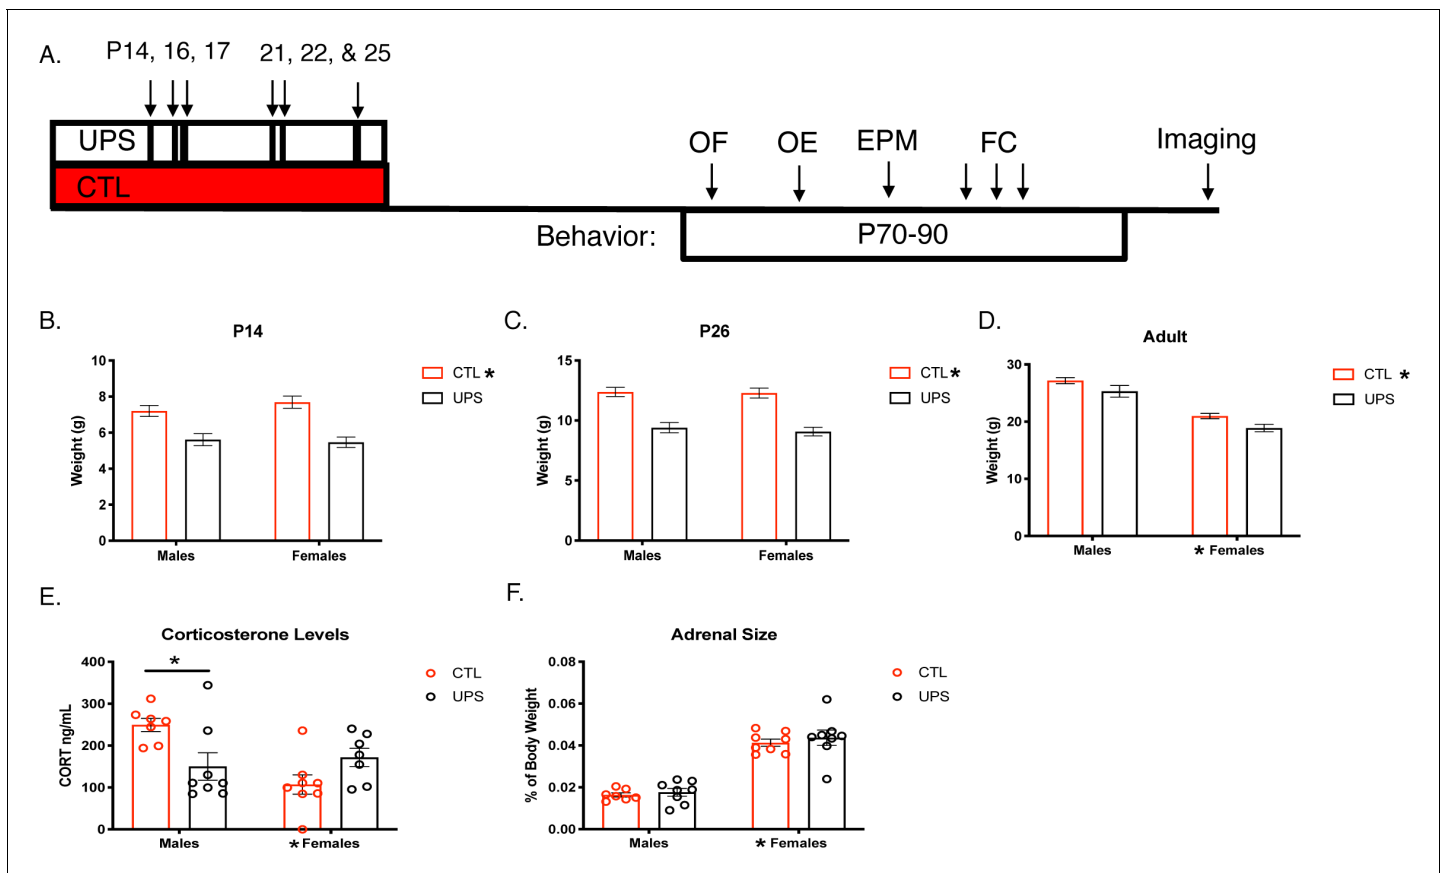 A.
P14, 16, 17 21, 22, & 25
UPS
CTL
OF OE EPM FC Imaging
Behavior: P70-90
B.
P14
Weight (g)
10
8
6
4
2
0
Males Females
CTL *
UPS
C.
P26
Weight (g)
15
10
5
0
Males Females
CTL *
UPS
D.
Adult
Weight (g)
30
20
10
0
Males * Females
CTL *
UPS
E.
Corticosterone Levels
CORT ng/mL
400
300
200
100
0
*
Males * Females
CTL
UPS
F.
Adrenal Size
% of Body Weight
0.08
0.06
0.04
0.02
0.00
Males * Females
CTL
UPS